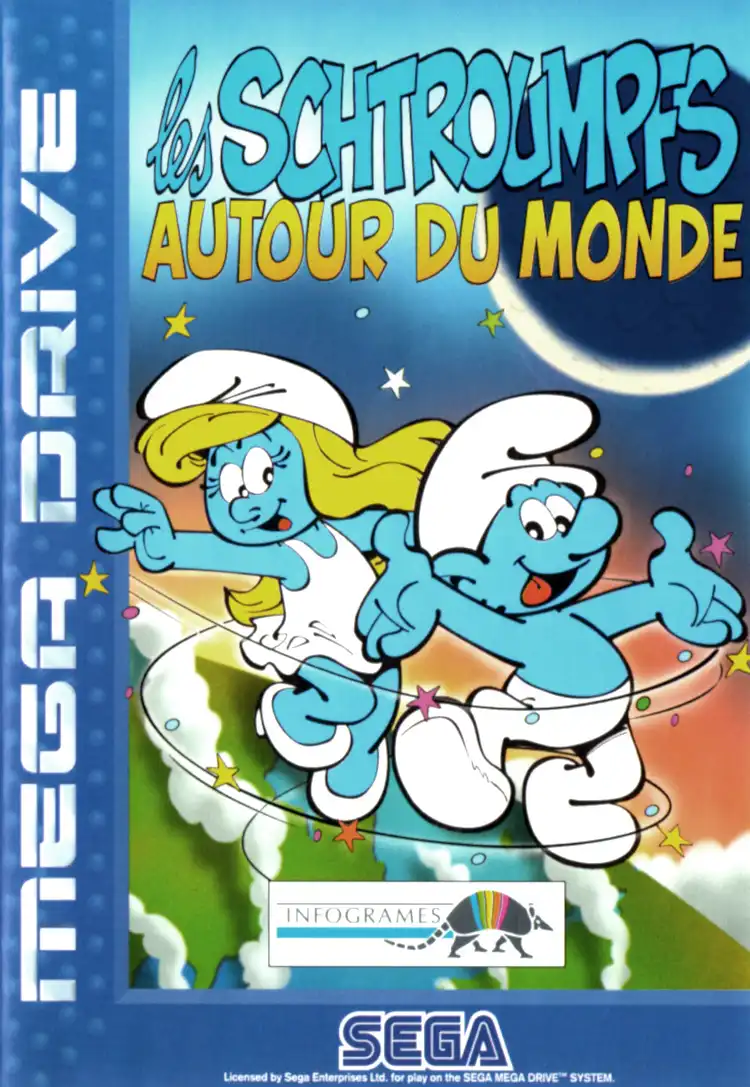 les SCHTROUMPFS
AUTOUR DU MONDE
MEGA DRIVE
INFOGRAMES
SEGA
Licensed by Sega Enterprises Ltd. for play on the SEGA MEGA DRIVE™ SYSTEM.